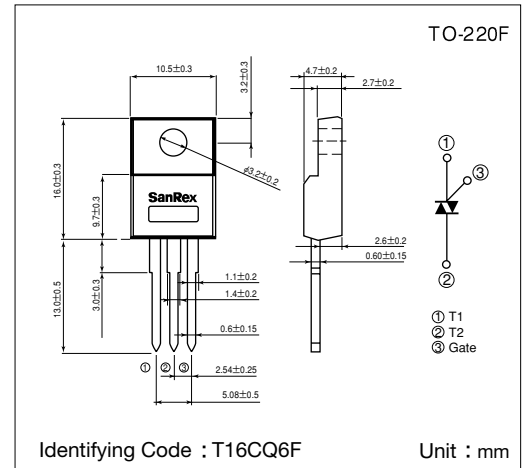 TO-220F
10.5±0.3
3.2±0.3
4.7±0.2
2.7±0.2
16.0±0.3
9.7±0.3
φ3.2±0.2
SanRex
13.0±0.5
3.0±0.3
1.1±0.2
1.4±0.2
0.6±0.15
2.54±0.25
5.08±0.5
① ② ③
2.6±0.2
0.60±0.15
①
③
②
① T1
② T2
③ Gate
Identifying Code：T16CQ6F
Unit：mm